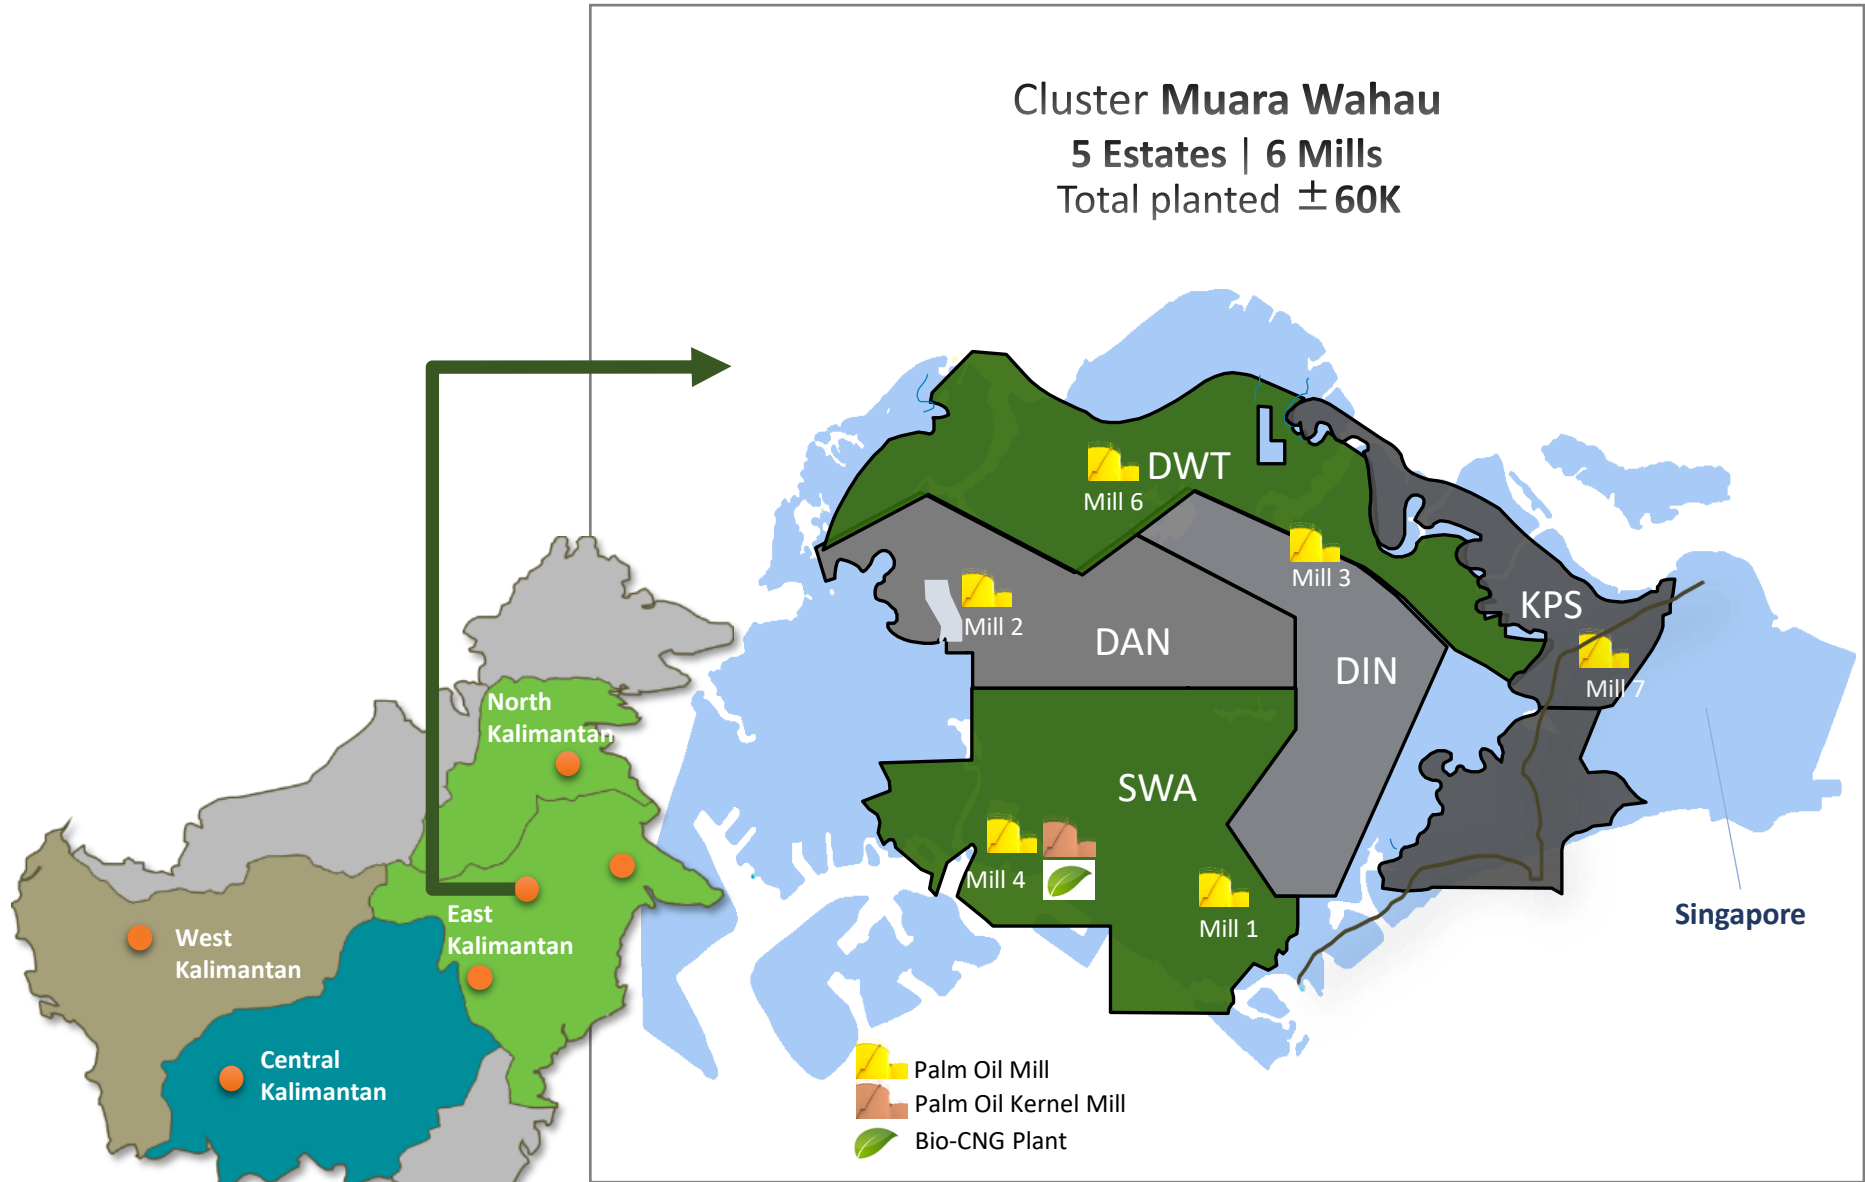 Cluster Muara Wahau
5 Estates | 6 Mills
Total planted ±60K
DWT
Mill 6
Mill 3
KPS
Mill 2
DAN
DIN
Mill 7
North
Kalimantan
SWA
Mill 4
Mill 1
East
Kalimantan
West
Kalimantan
Singapore
Central
Kalimantan
Palm Oil Mill
Palm Oil Kernel Mill
Bio-CNG Plant